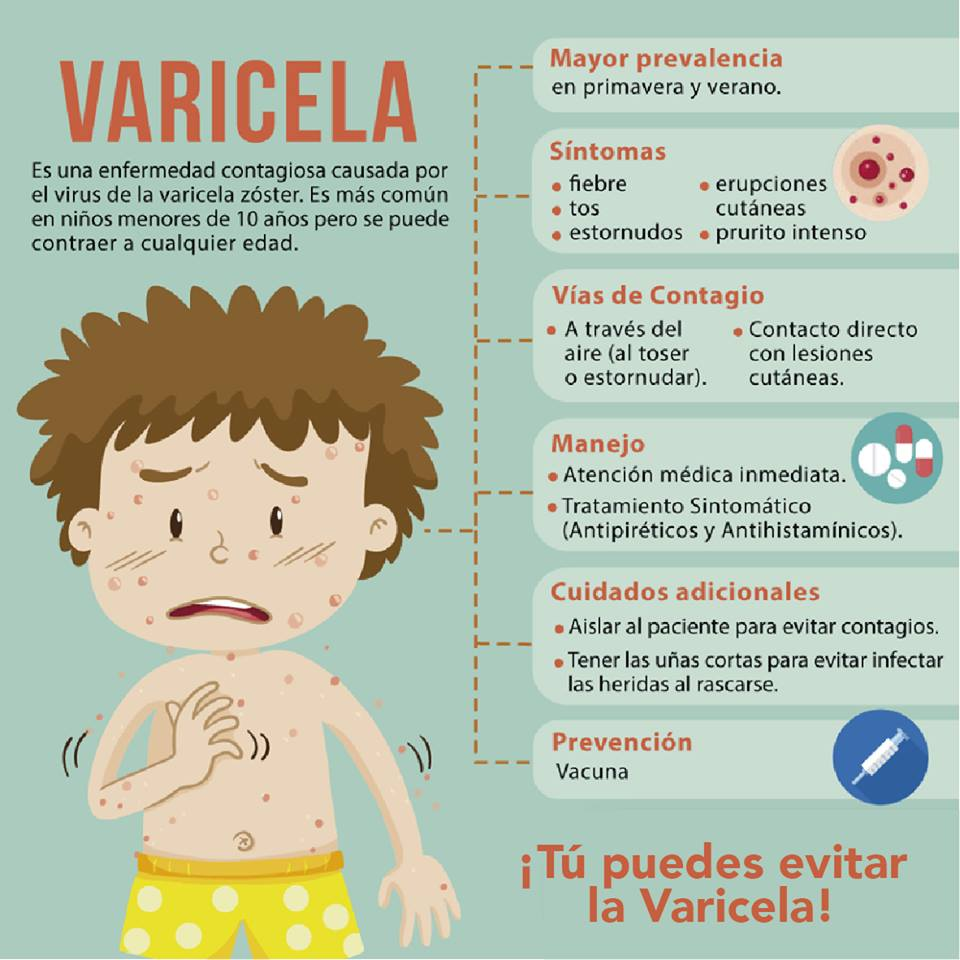 VARICELA
Es una enfermedad contagiosa causada por
el virus de la varicela zóster. Es más común
en niños menores de 10 años pero se puede
contraer a cualquier edad.
Mayor prevalencia
en primavera y verano.
Síntomas
• fiebre
• tos
• estornudos
• erupciones
cutáneas
• prurito intenso
Vías de Contagio
• A través del
aire (al toser
o estornudar).
• Contacto directo
con lesiones
cutáneas.
Manejo
• Atención médica inmediata.
• Tratamiento Sintomático
(Antipiréticos y Antihistamínicos).
Cuidados adicionales
• Aislar al paciente para evitar contagios.
• Tener las uñas cortas para evitar infectar
las heridas al rascarse.
Prevención
Vacuna
¡Tú puedes evitar
la Varicela!